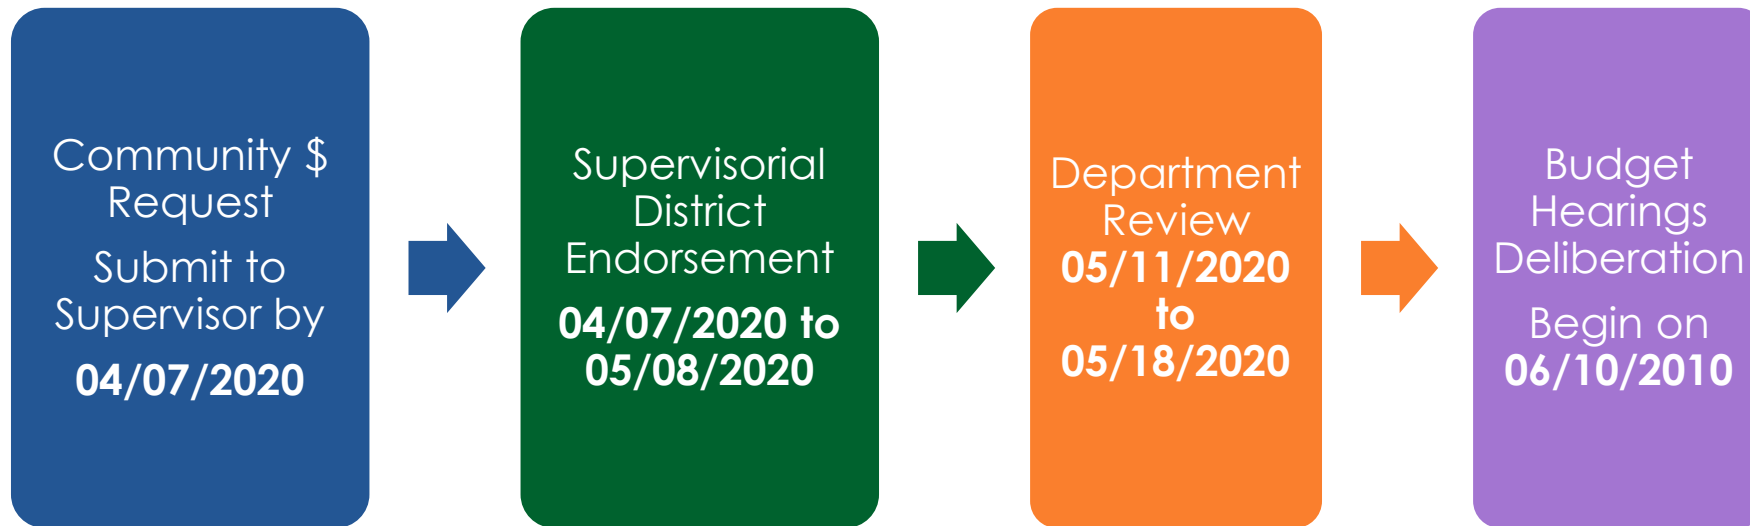 Community $
Request
Submit to
Supervisor by
04/07/2020
Supervisorial
District
Endorsement
04/07/2020 to
05/08/2020
Department
Review
05/11/2020
to
05/18/2020
Budget
Hearings
Deliberation
Begin on
06/10/2010